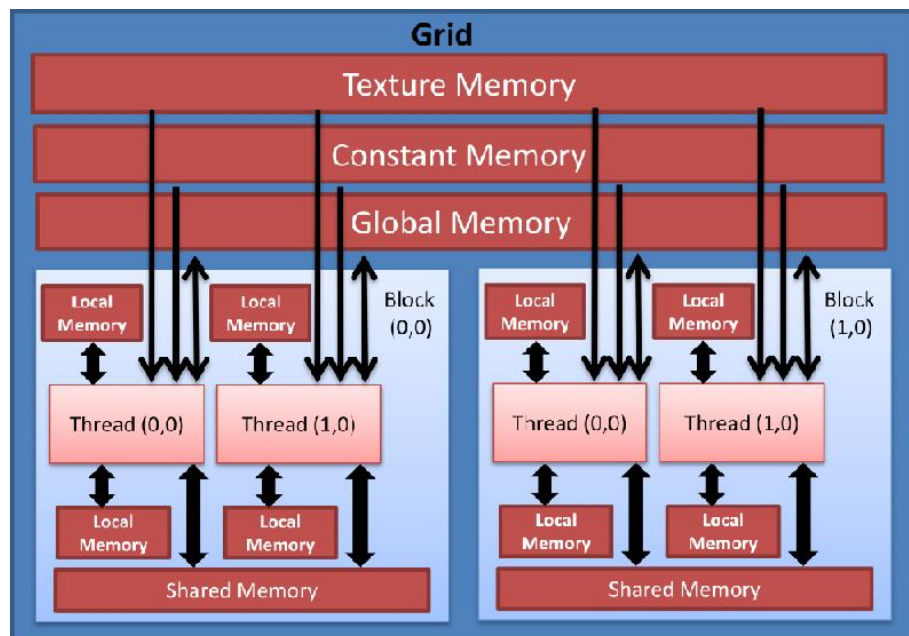 Grid
Texture Memory
Constant Memory
Global Memory
Local
Memory
Local
Memory
Block
(0,0)
Thread (0,0)
Thread (1,0)
Local
Memory
Local
Memory
Shared Memory
Local
Memory
Local
Memory
Block
(1,0)
Thread (0,0)
Thread (1,0)
Local
Memory
Local
Memory
Shared Memory